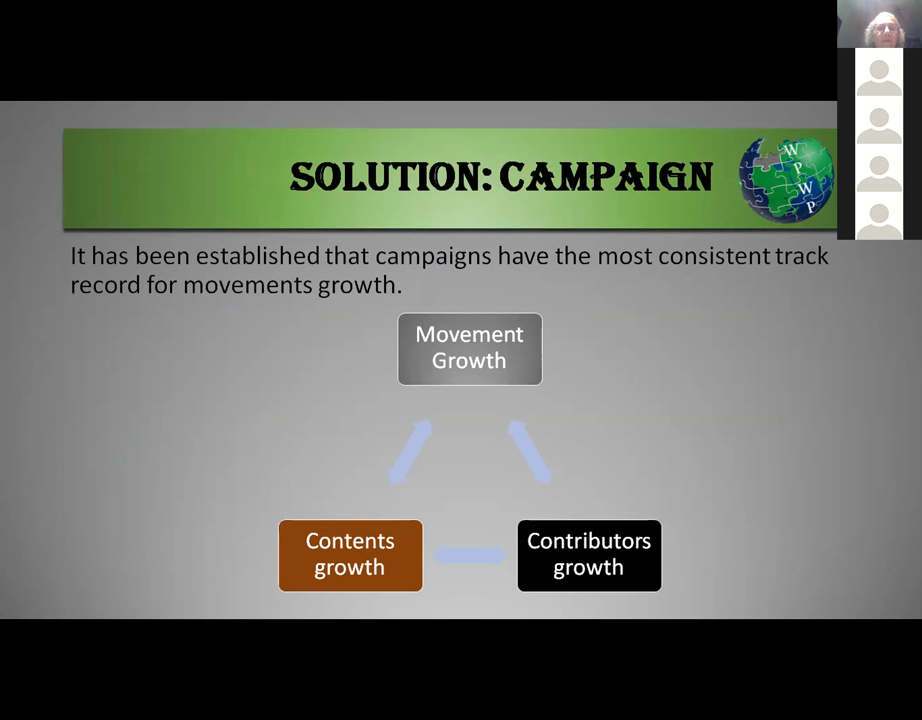 SOLUTION: CAMPAIGN
W
P
W
P
It has been established that campaigns have the most consistent track
record for movements growth.
Movement
Growth
Contents
growth
Contributors
growth